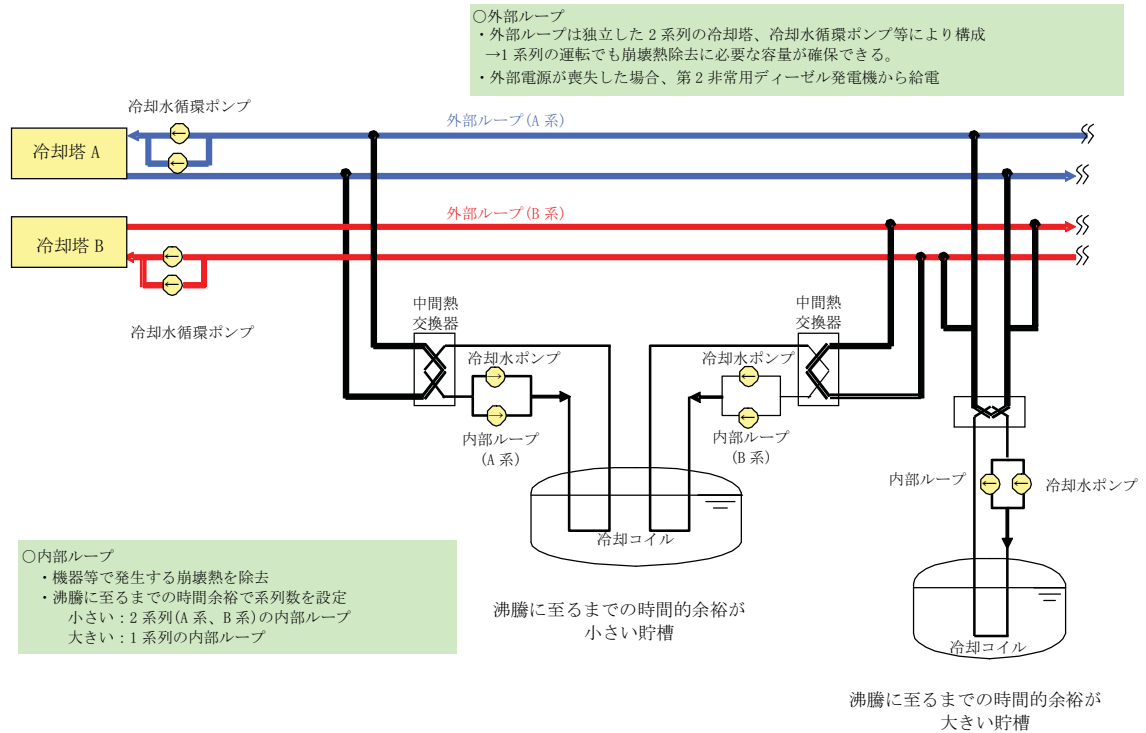 ○外部ループ
・外部ループは独立した2系列の冷却塔、冷却水循環ポンプ等により構成
→1系列の運転でも崩壊熱除去に必要な容量が確保できる。
・外部電源が喪失した場合、第2非常用ディーゼル発電機から給電
冷却水循環ポンプ
外部ループ(A系)
冷却塔A
←
←
外部ループ(B系)
冷却塔B
←
←
冷却水循環ポンプ
中間熱
交換器
中間熱
交換器
冷却水ポンプ
→
→
内部ループ
(A系)
冷却水ポンプ
←
←
内部ループ
(B系)
内部ループ
←
←
冷却水ポンプ
冷却コイル
冷却コイル
○内部ループ
・機器等で発生する崩壊熱を除去
・沸騰に至るまでの時間余裕で系列数を設定
小さい：2系列(A系、B系)の内部ループ
大きい：1系列の内部ループ
沸騰に至るまでの時間的余裕が
小さい貯槽
沸騰に至るまでの時間的余裕が
大きい貯槽